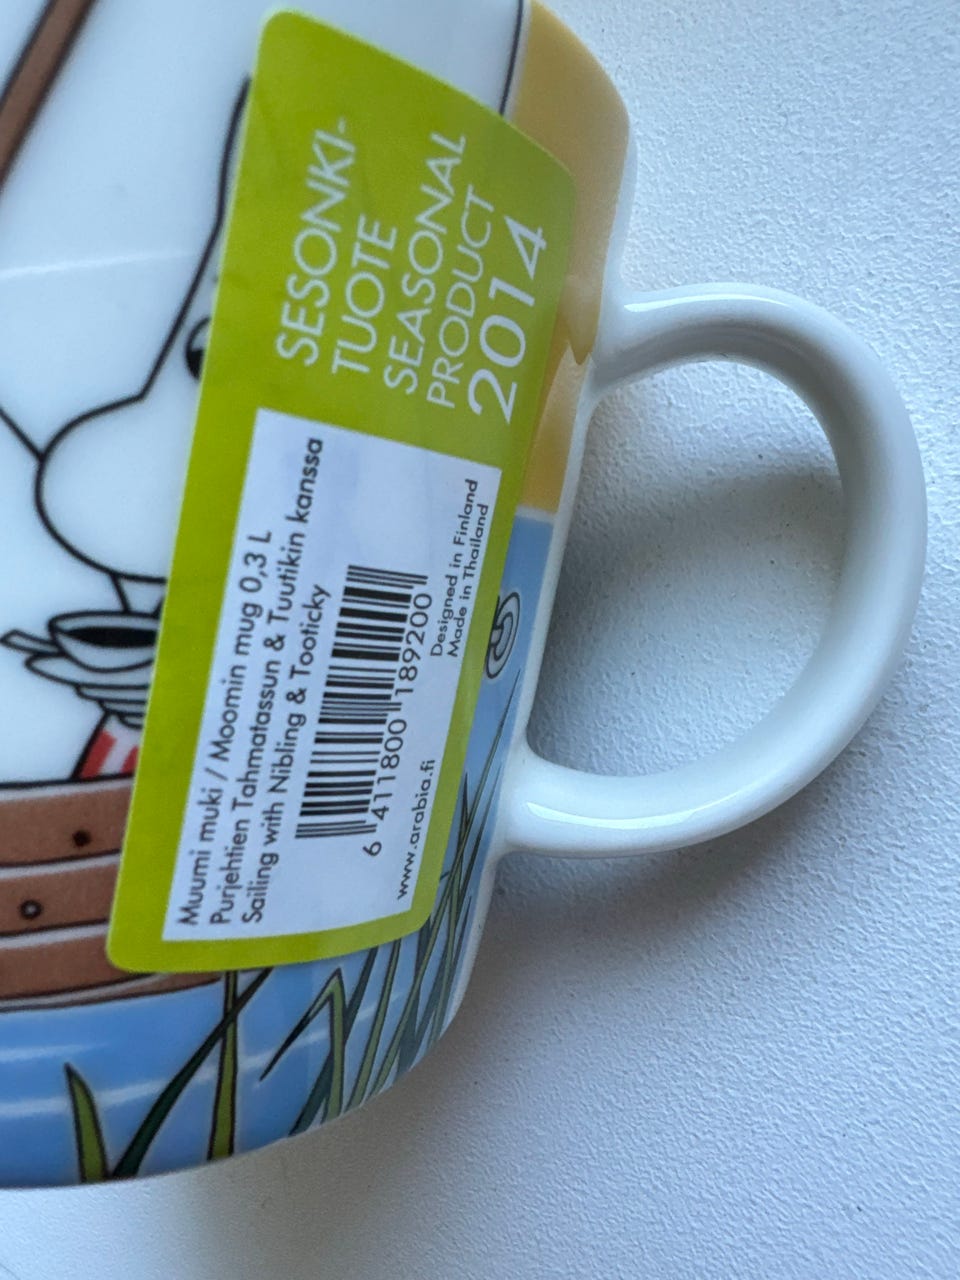 SESONKI-
TUOTE
SEASONAL
PRODUCT
2014
Muumi muki / Moomin mug 0,3 L
Purjehtien Tahmatassun & Tuutikin kanssa
Sailing with Nibling & Tooticky
6 411800 189200
Designed in Finland
Made in Thailand
www.arabia.fi